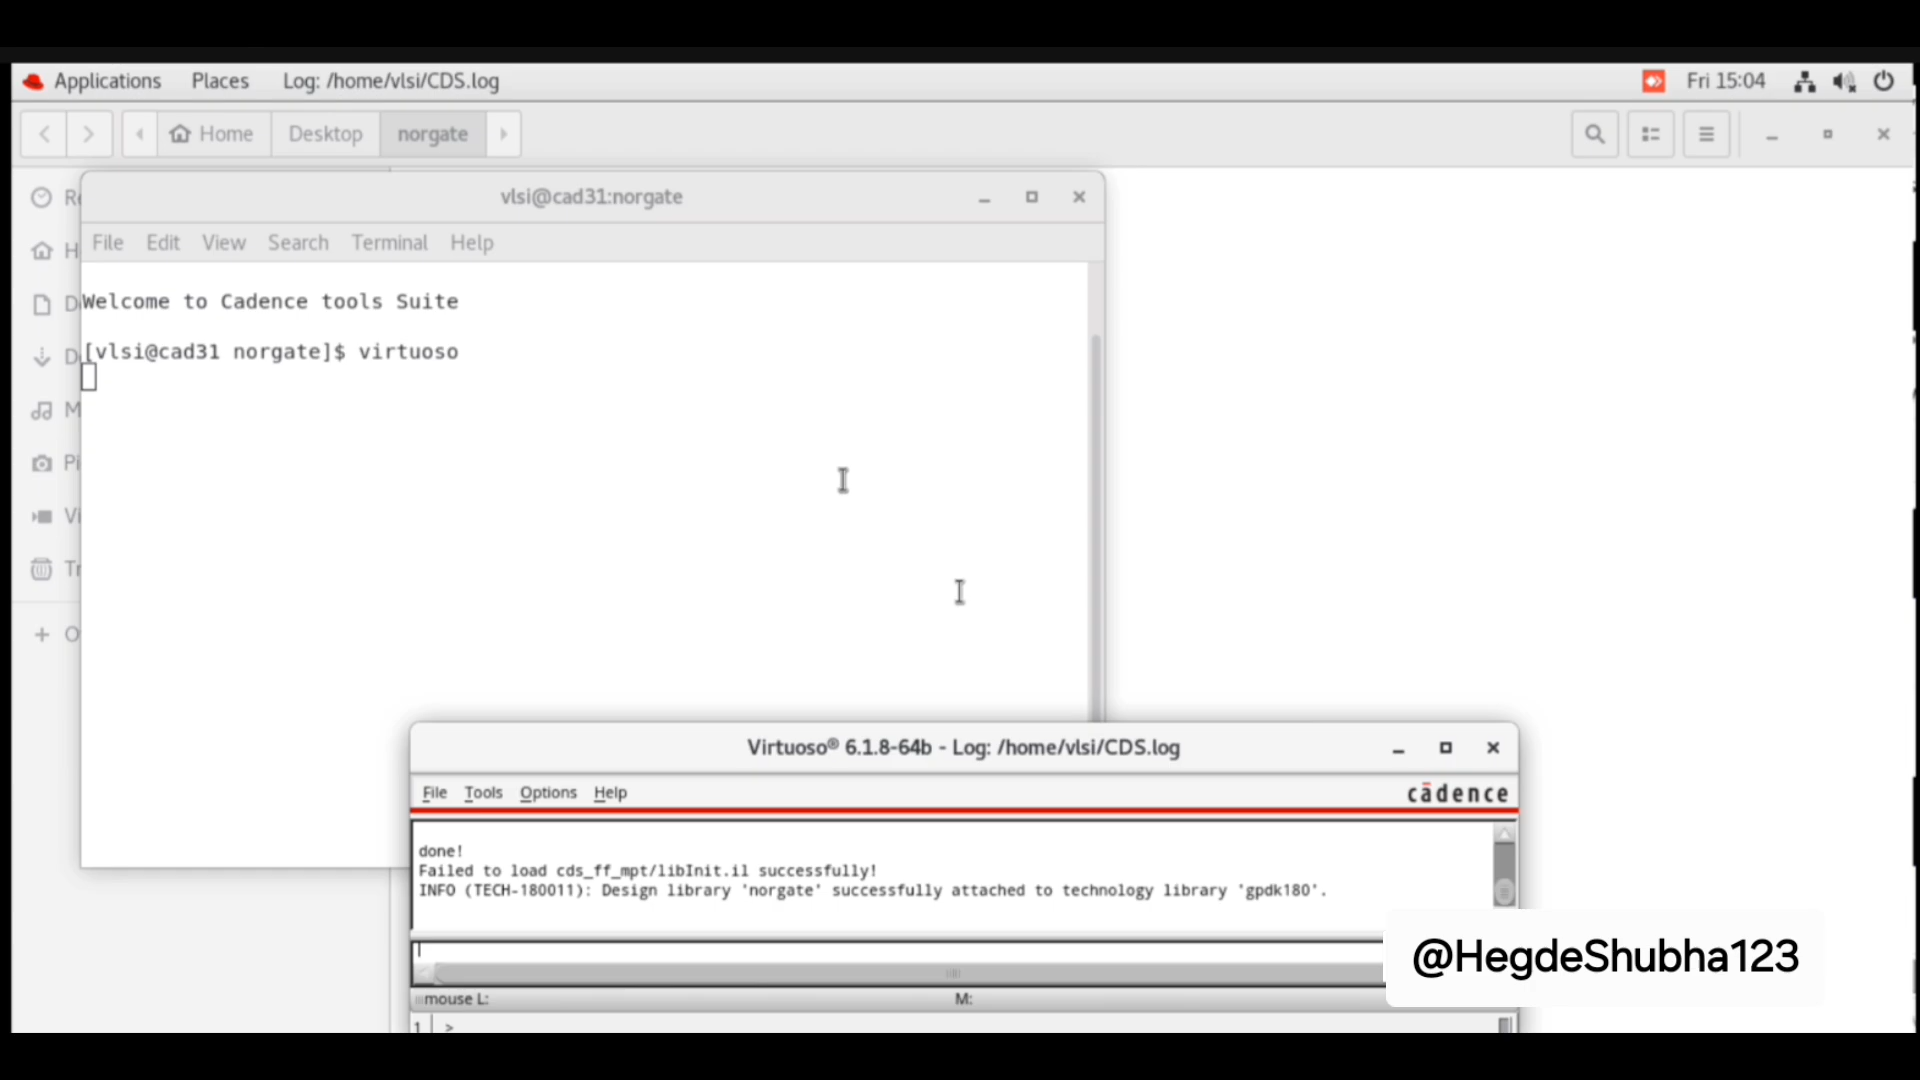 Applications Places Log: /home/vlsi/CDS.log Fri 15:04
Home Desktop norgate
vlsi@cad31:norgate
File Edit View Search Terminal Help
Welcome to Cadence tools Suite
[vlsi@cad31 norgate]$ virtuoso
Virtuoso® 6.1.8-64b - Log: /home/vlsi/CDS.log
File Tools Options Help cādence
done!
Failed to load cds_ff_mpt/libInit.il successfully!
INFO (TECH-180011): Design library 'norgate' successfully attached to technology library 'gpdk180'.
@HegdeShubha123
mouse L: M:
1 >